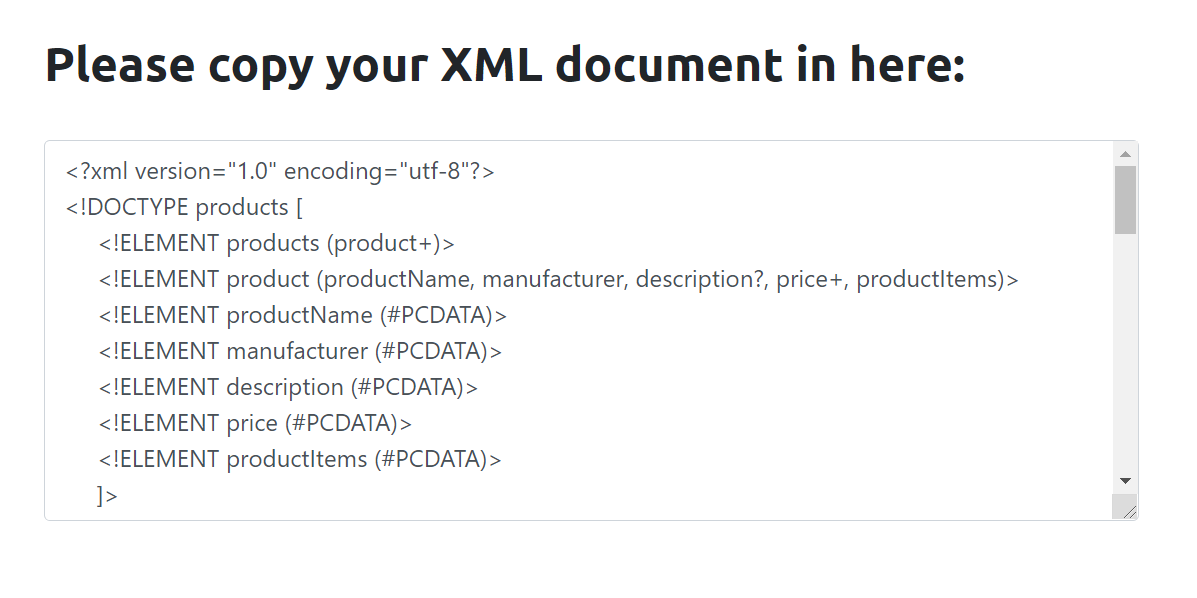 Please copy your XML document in here:
<?xml version="1.0" encoding="utf-8"?>
<!DOCTYPE products [
<!ELEMENT products (product+)>
<!ELEMENT product (productName, manufacturer, description?, price+, productItems)>
<!ELEMENT productName (#PCDATA)>
<!ELEMENT manufacturer (#PCDATA)>
<!ELEMENT description (#PCDATA)>
<!ELEMENT price (#PCDATA)>
<!ELEMENT productItems (#PCDATA)>
]>